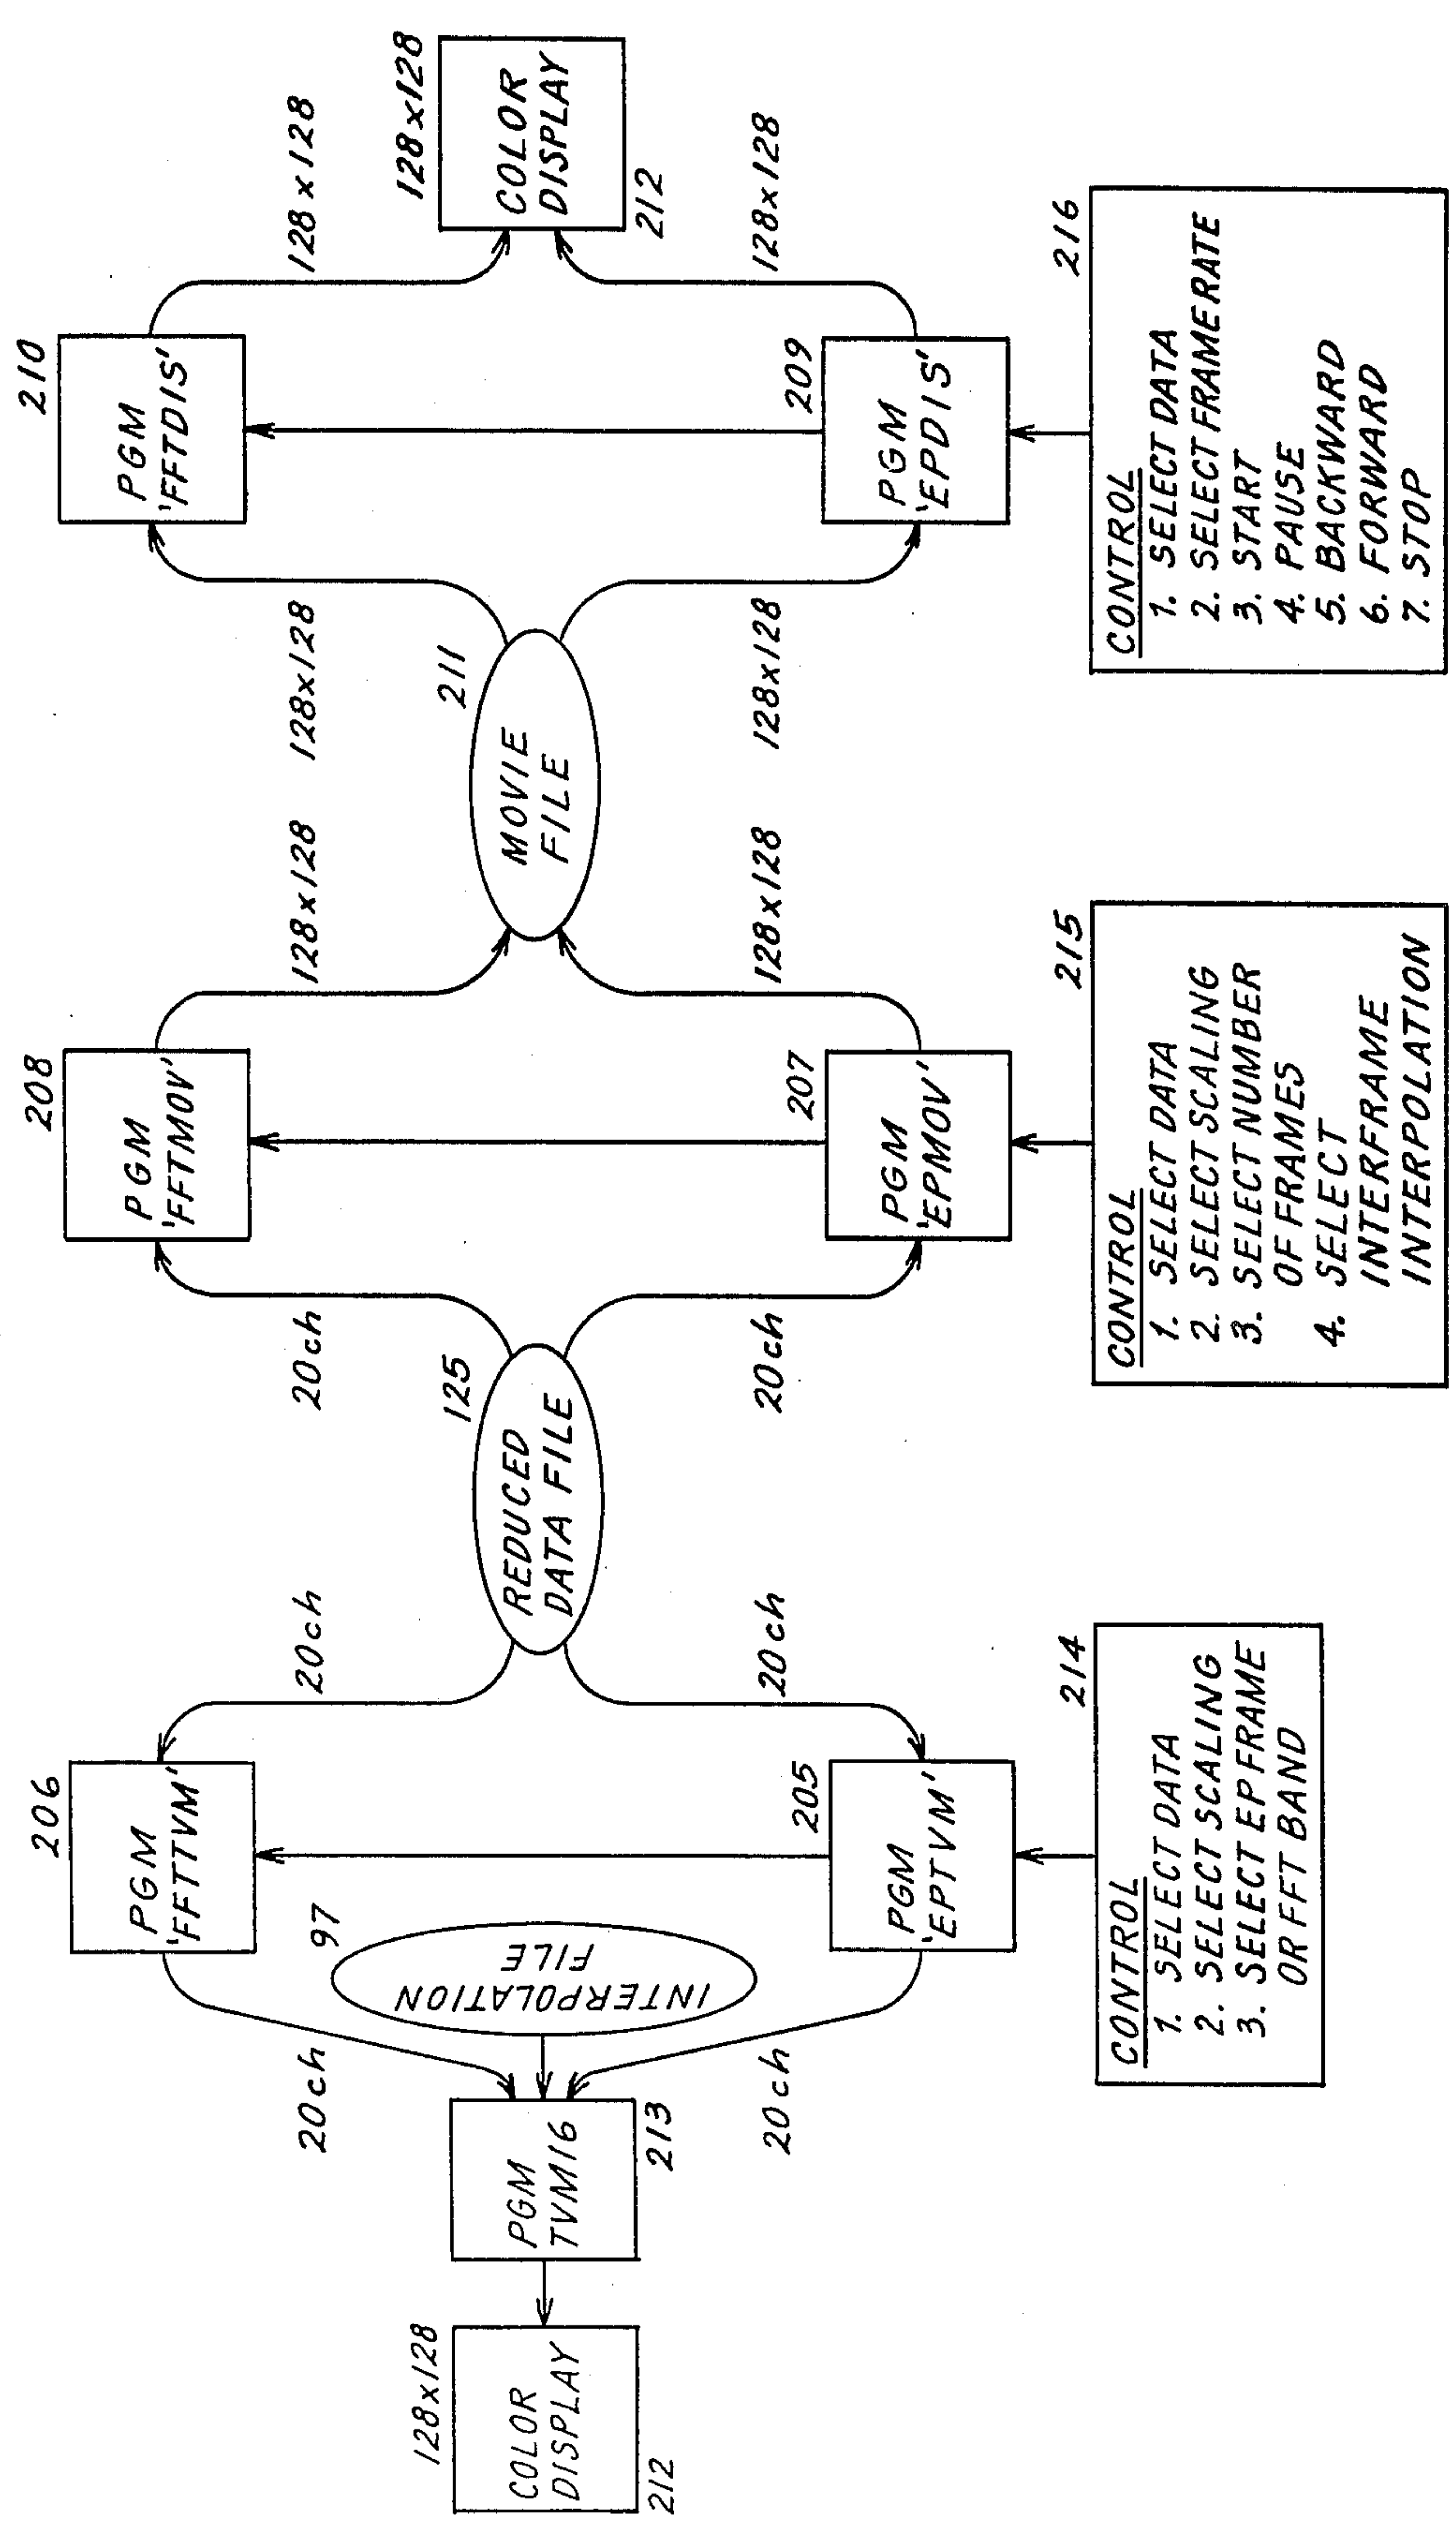 206
PGM
'FFTTVM'
20ch
20ch
97
INTERPOLATION
FILE
128x128
COLOR
DISPLAY
212
PGM
TVM16
213
20ch
20ch
205
PGM
'EPTVM'
214
CONTROL
1. SELECT DATA
2. SELECT SCALING
3. SELECT EP FRAME
OR FFT BAND
125
REDUCED
DATA FILE
208
PGM
'FFTMOV'
20ch
128x128
20ch
128x128
207
PGM
'EPMOV'
215
CONTROL
1. SELECT DATA
2. SELECT SCALING
3. SELECT NUMBER
OF FRAMES
4. SELECT
INTERFRAME
INTERPOLATION
211
MOVIE
FILE
210
PGM
'FFTDIS'
128x128
128x128
128x128
COLOR
DISPLAY
212
128x128
128x128
209
PGM
'EPDIS'
216
CONTROL
1. SELECT DATA
2. SELECT FRAMERATE
3. START
4. PAUSE
5. BACKWARD
6. FORWARD
7. STOP